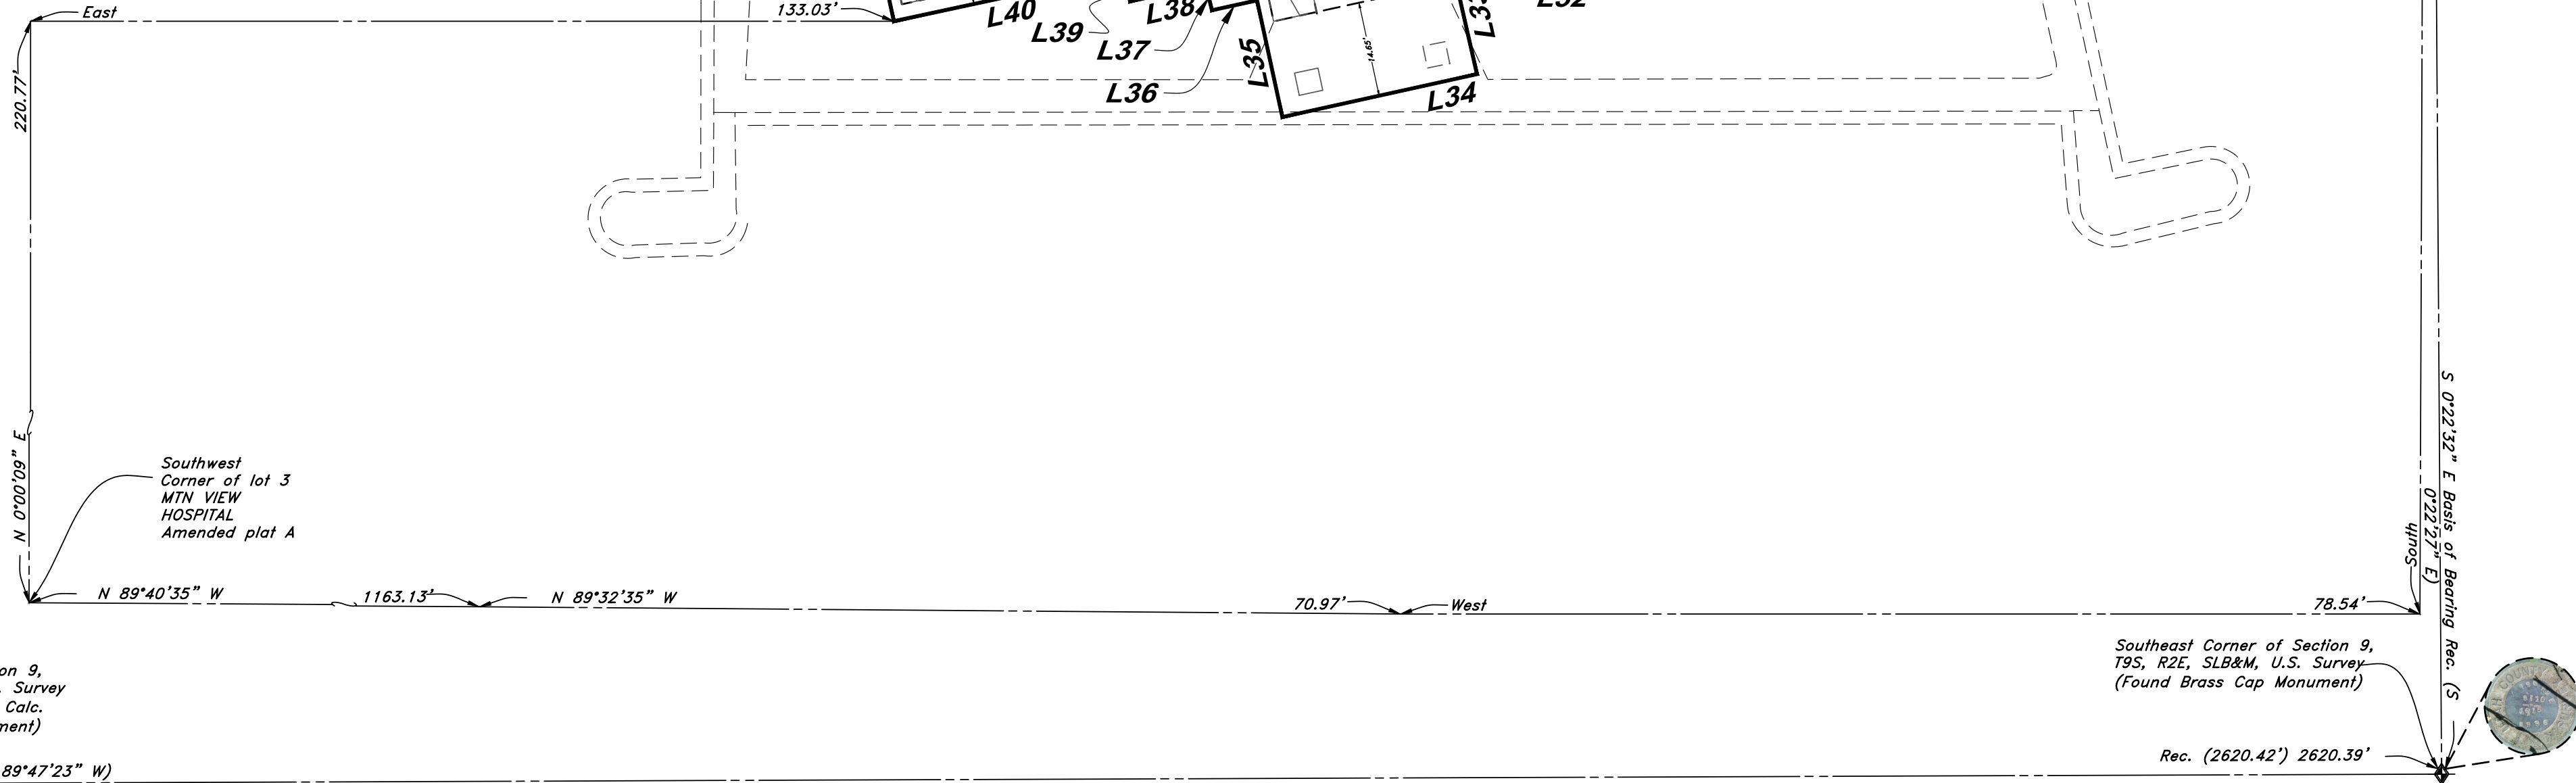 East
133.03'
L40
L39
L38
L37
L36
L35
14.65'
L34
220.77'
N 0°00'09" E
Southwest
Corner of lot 3
MTN VIEW
HOSPITAL
Amended plat A
N 89°40'35" W
1163.13'
N 89°32'35" W
70.97'
West
78.54'
South
S 0°22'32" E Basis of Bearing Rec. (S
0°22'27" E)
on 9,
Survey
Calc.
ment)
89°47'23" W)
Southeast Corner of Section 9,
T9S, R2E, SLB&M, U.S. Survey
(Found Brass Cap Monument)
Rec. (2620.42') 2620.39'
COUNTY